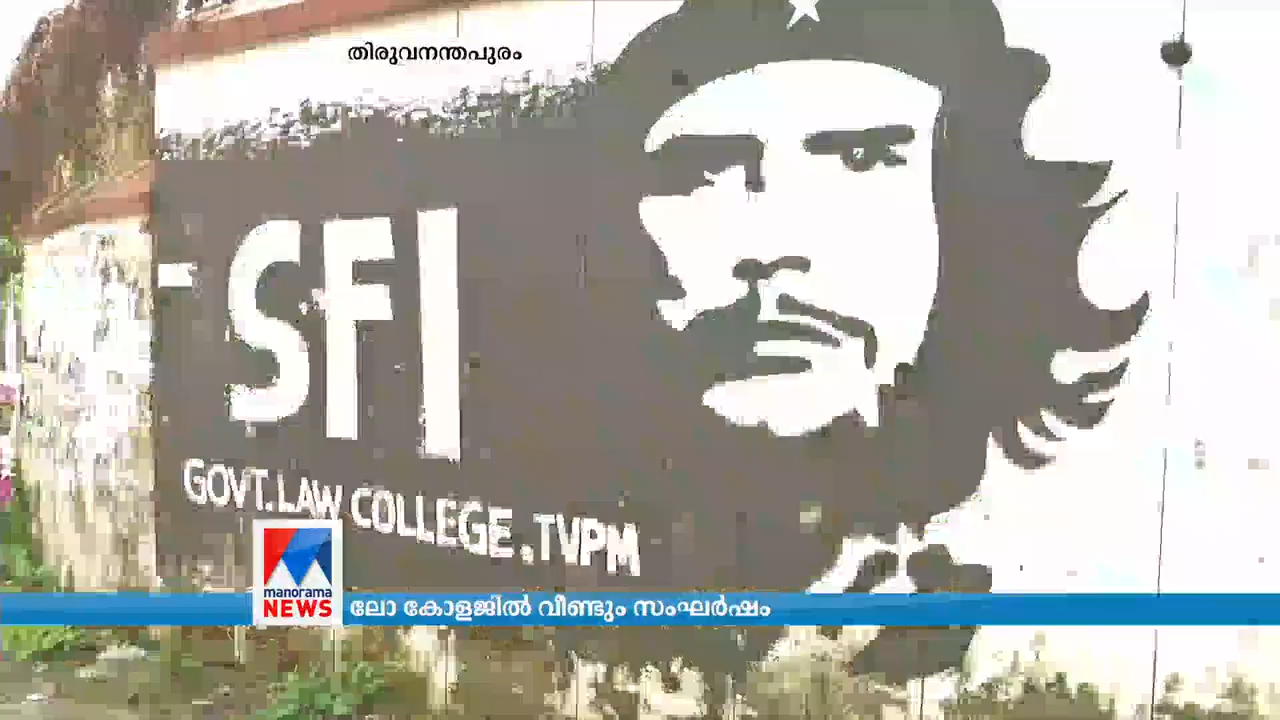 തിരുവനന്തപുരം
SFI
GOVT. LAW COLLEGE, TVPM
manorama
NEWS
ലോ കോളജിൽ വീണ്ടും സംഘർഷം